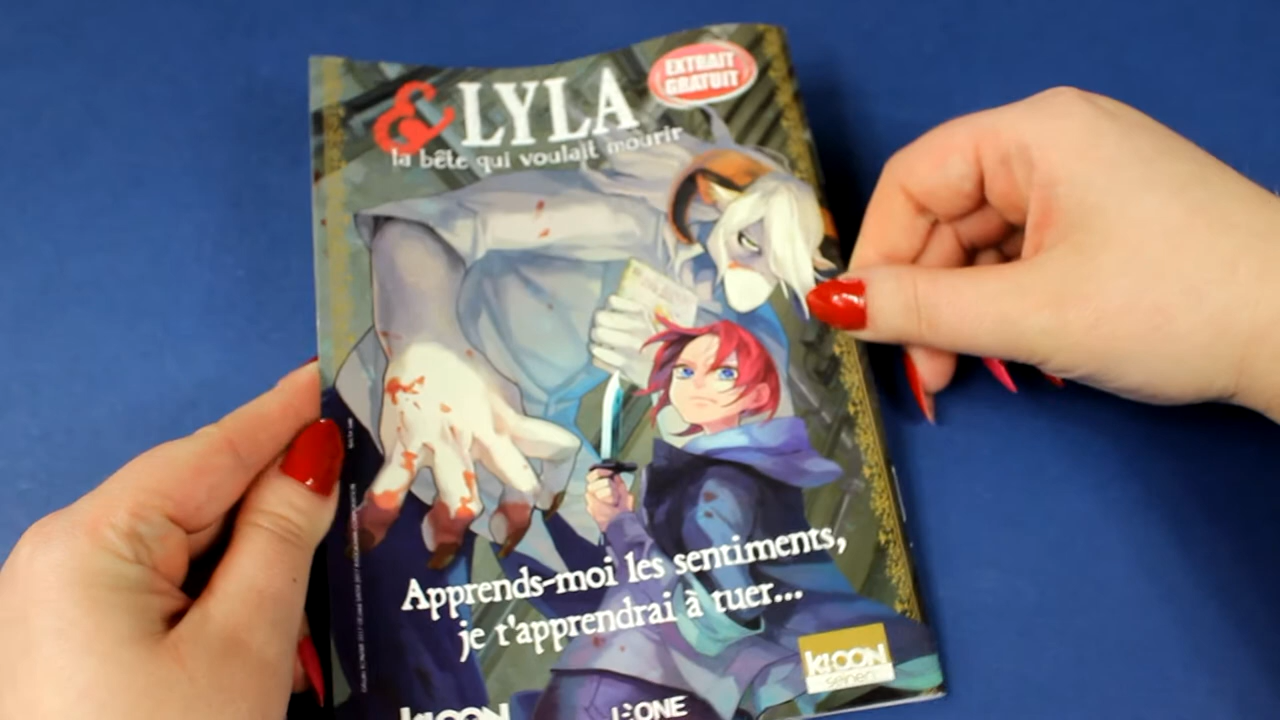 EXTRAIT
GRATUIT
& LYLA
la bête qui voulait mourir
Apprends-moi les sentiments,
je t'apprendrai à tuer...
KI-OON
seinen
KI-OON